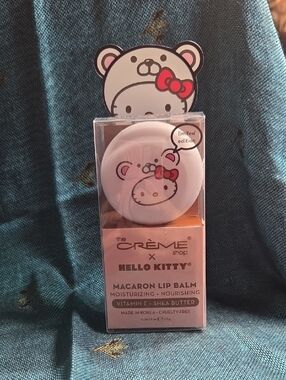 limited
edition
THE
CRÈME
shop
×
HELLO KITTY®
MACARON LIP BALM
MOISTURIZING • NOURISHING
VITAMIN E + SHEA BUTTER
MADE IN KOREA • CRUELTY-FREE